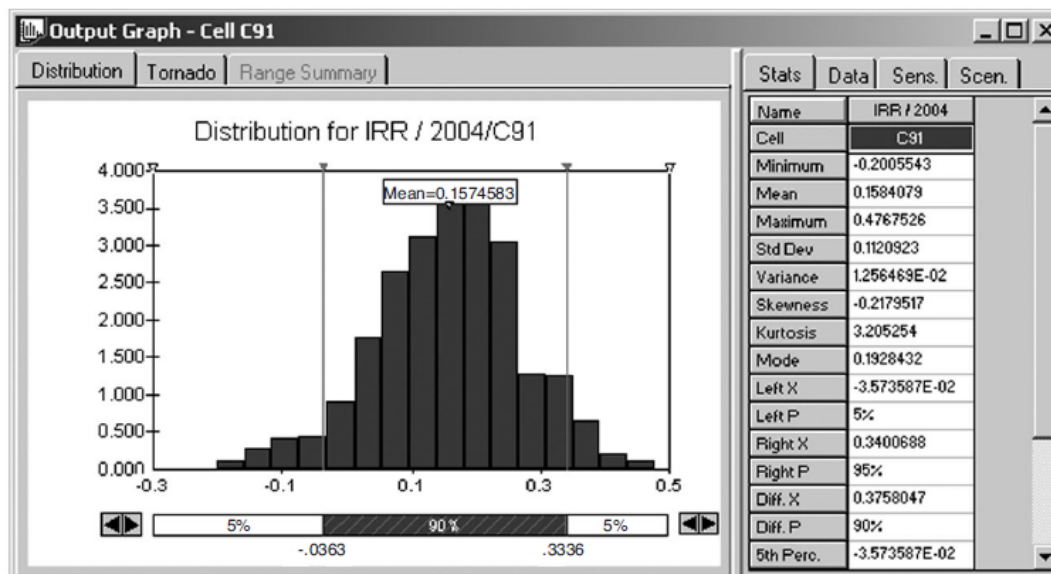 Output Graph - Cell C91
Distribution
Tornado
Range Summary
Distribution for IRR / 2004/C91
Mean=0.1574583
4.000
3.500
3.000
2.500
2.000
1.500
1.000
0.500
0.000
-0.3
-0.1
0.1
0.3
0.5
5%
90%
5%
-.0363
.3336
Stats
Data
Sens.
Scen.
Name IRR / 2004
Cell C91
Minimum -0.2005543
Mean 0.1584079
Maximum 0.4767526
Std Dev 0.1120923
Variance 1.256469E-02
Skewness -0.2179517
Kurtosis 3.205254
Mode 0.1928432
Left X -3.573587E-02
Left P 5%
Right X 0.3400688
Right P 95%
Diff. X 0.3758047
Diff. P 90%
5th Perc. -3.573587E-02